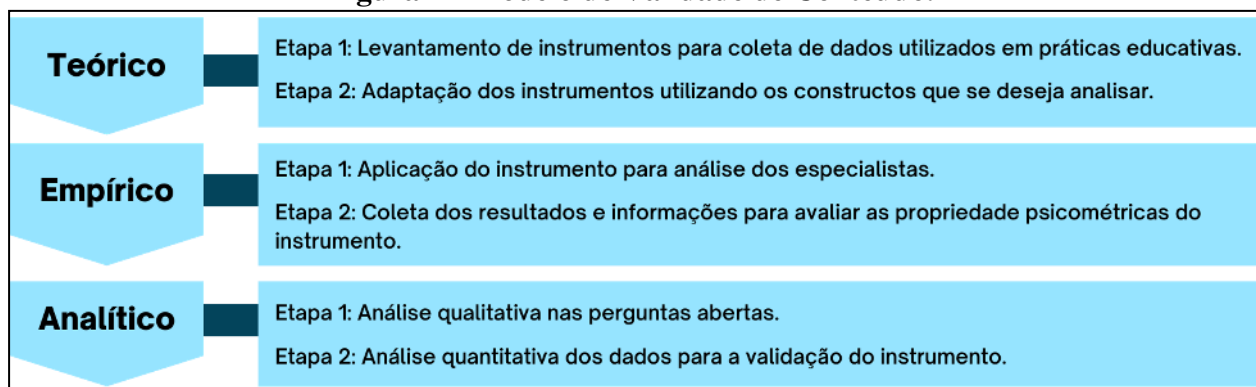 Teórico
Etapa 1: Levantamento de instrumentos para coleta de dados utilizados em práticas educativas.
Etapa 2: Adaptação dos instrumentos utilizando os constructos que se deseja analisar.
Empírico
Etapa 1: Aplicação do instrumento para análise dos especialistas.
Etapa 2: Coleta dos resultados e informações para avaliar as propriedade psicométricas do
instrumento.
Analítico
Etapa 1: Análise qualitativa nas perguntas abertas.
Etapa 2: Análise quantitativa dos dados para a validação do instrumento.